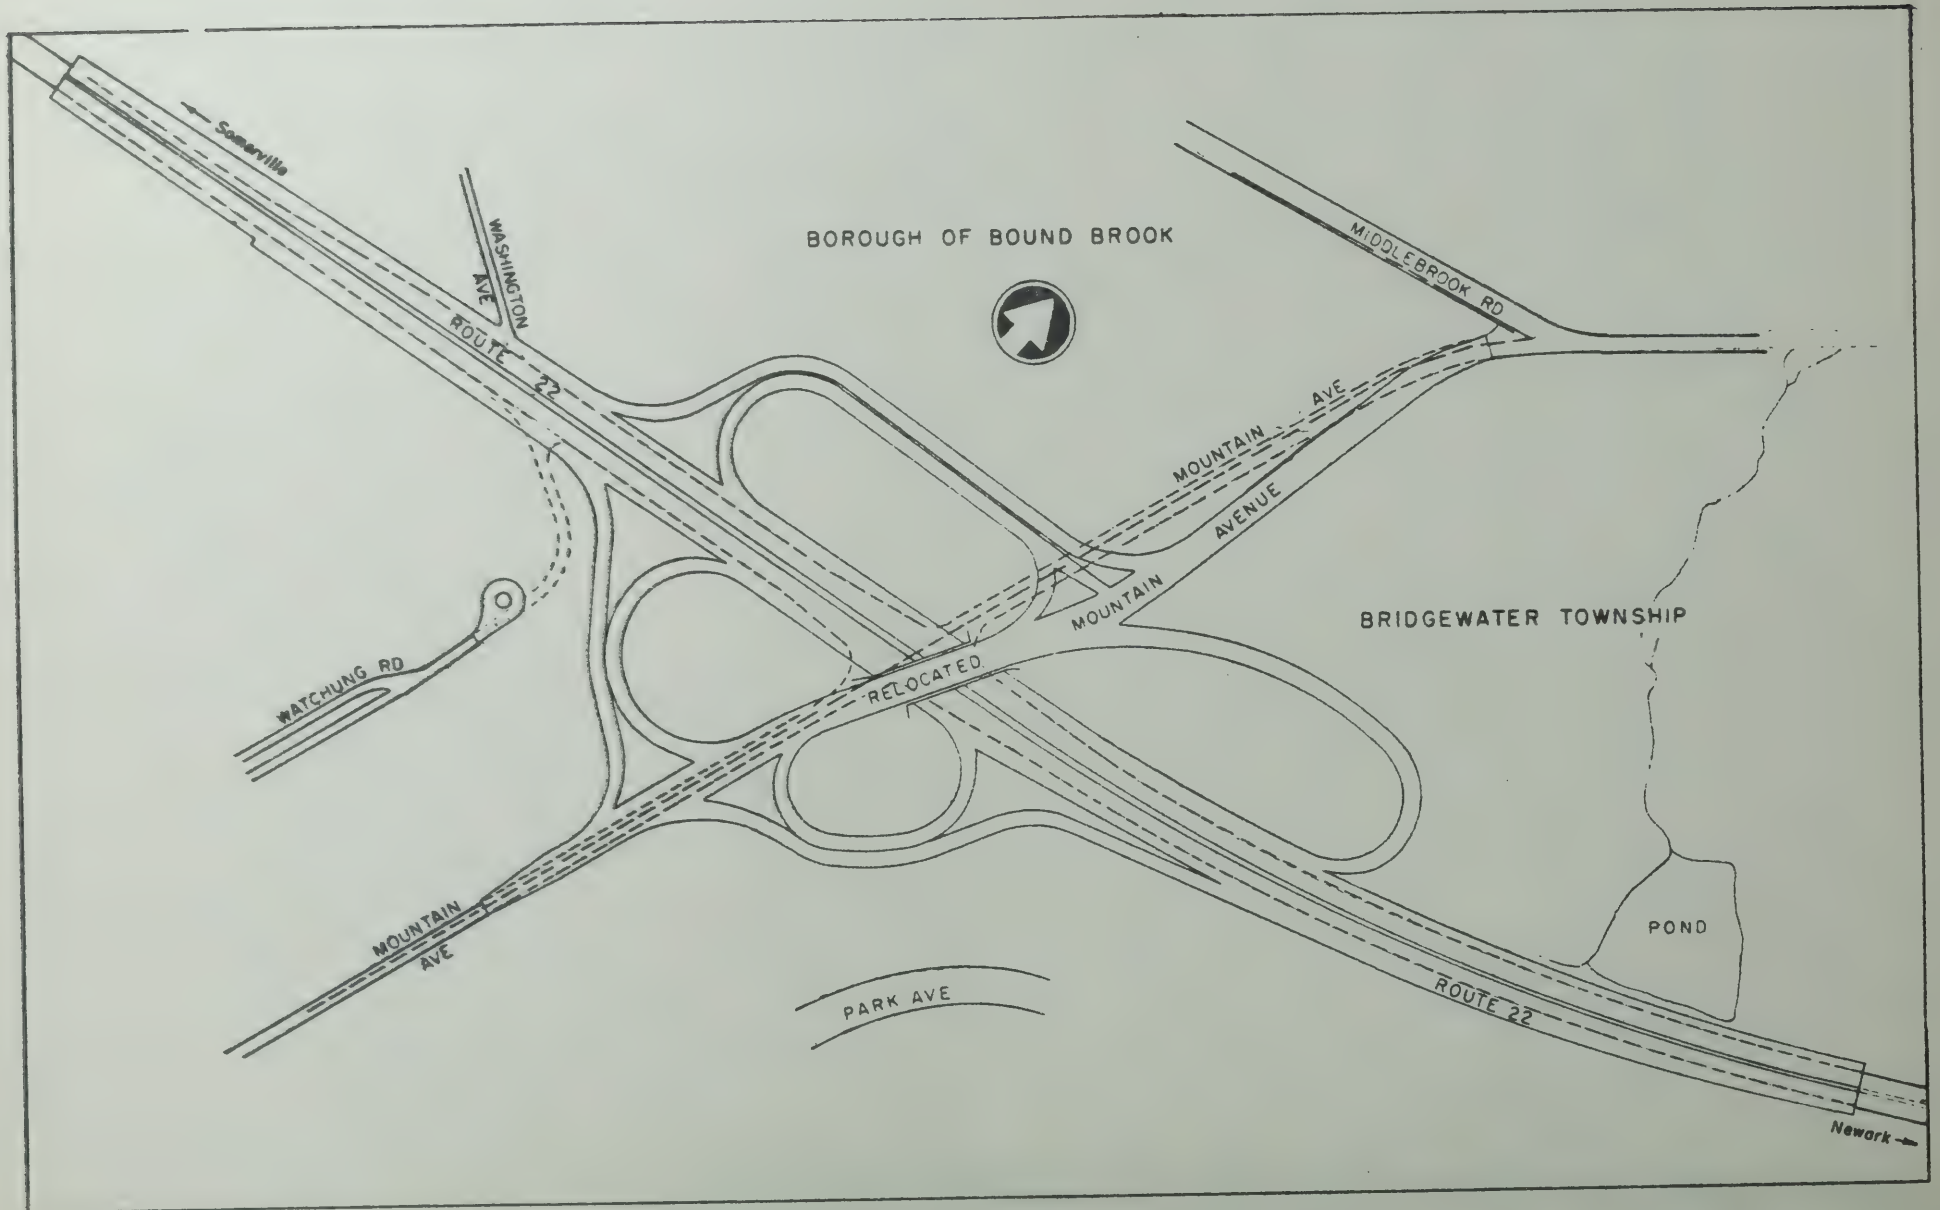 Somerville
WASHINGTON
AVE
BOROUGH OF BOUND BROOK
MIDDLEBROOK RD
ROUTE 22
MOUNTAIN AVE
AVENUE
MOUNTAIN
RELOCATED
BRIDGEWATER TOWNSHIP
WATCHUNG RD
MOUNTAIN
AVE
PARK AVE
POND
ROUTE 22
Newark